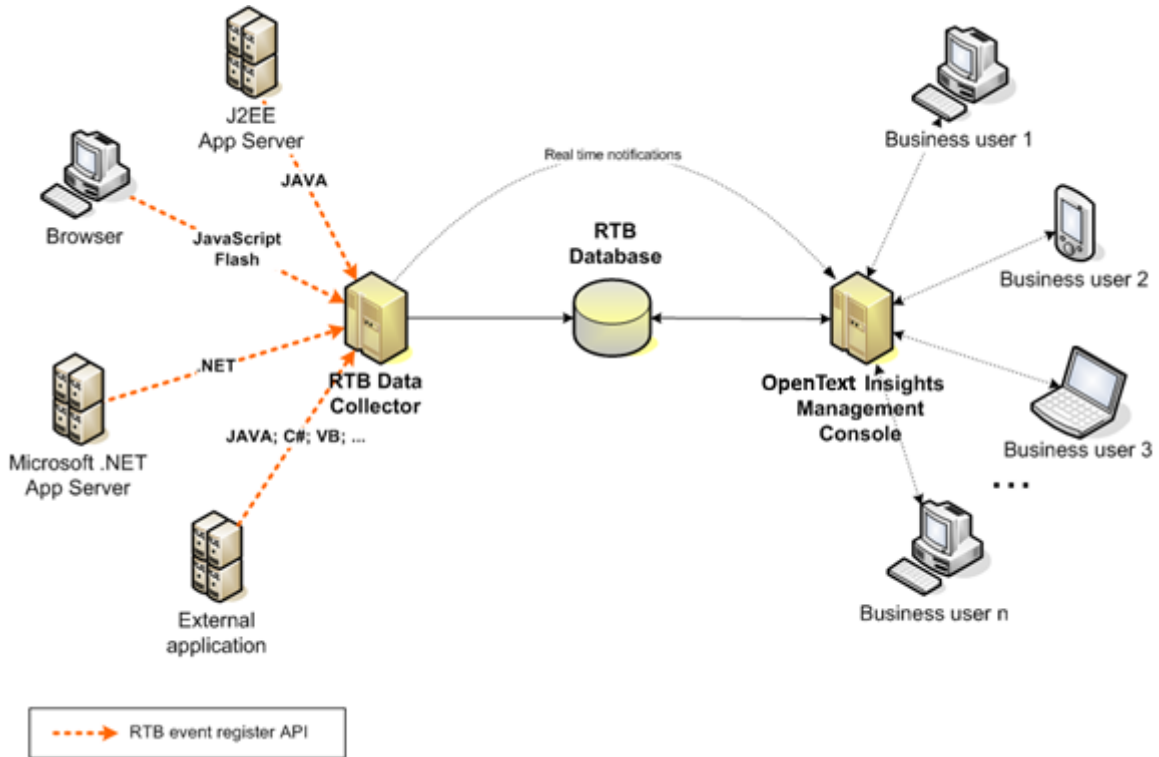 J2EE
App Server
Browser
JAVA
JavaScript
Flash
.NET
Microsoft .NET
App Server
RTB Data
Collector
JAVA; C#; VB; ...
External
application
Real time notifications
RTB
Database
OpenText Insights
Management
Console
Business user 1
Business user 2
Business user 3
...
Business user n
RTB event register API